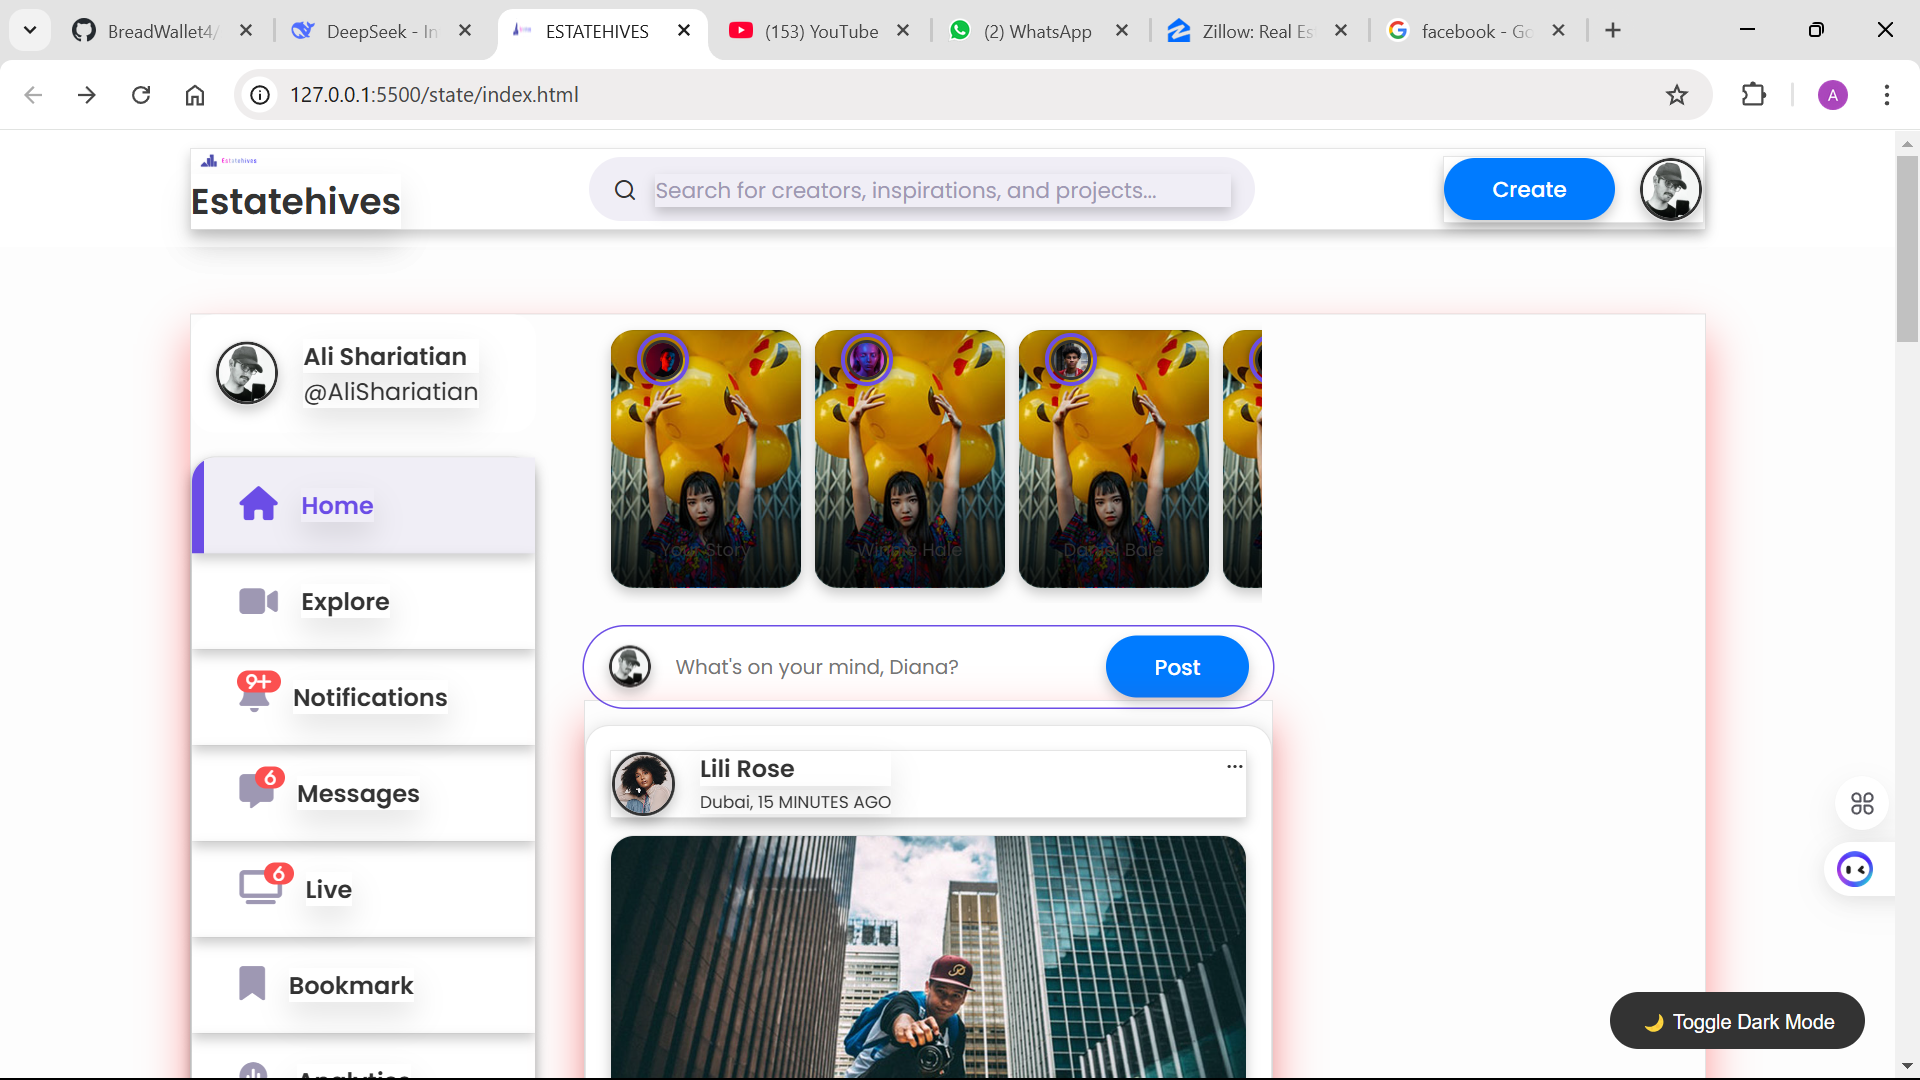 BreadWallet4/
DeepSeek - In
ESTATEHIVES
(153) YouTube
(2) WhatsApp
Zillow: Real Es
facebook - Go
127.0.0.1:5500/state/index.html
A
Estatehives
Estatehives
Search for creators, inspirations, and projects...
Create
Ali Shariatian
@AliShariatian
Home
Explore
9+
Notifications
6
Messages
6
Live
Bookmark
Analytics
Your Story
Winnie Hale
Daniel Bale
What's on your mind, Diana?
Post
Lili Rose
Dubai, 15 MINUTES AGO
Toggle Dark Mode